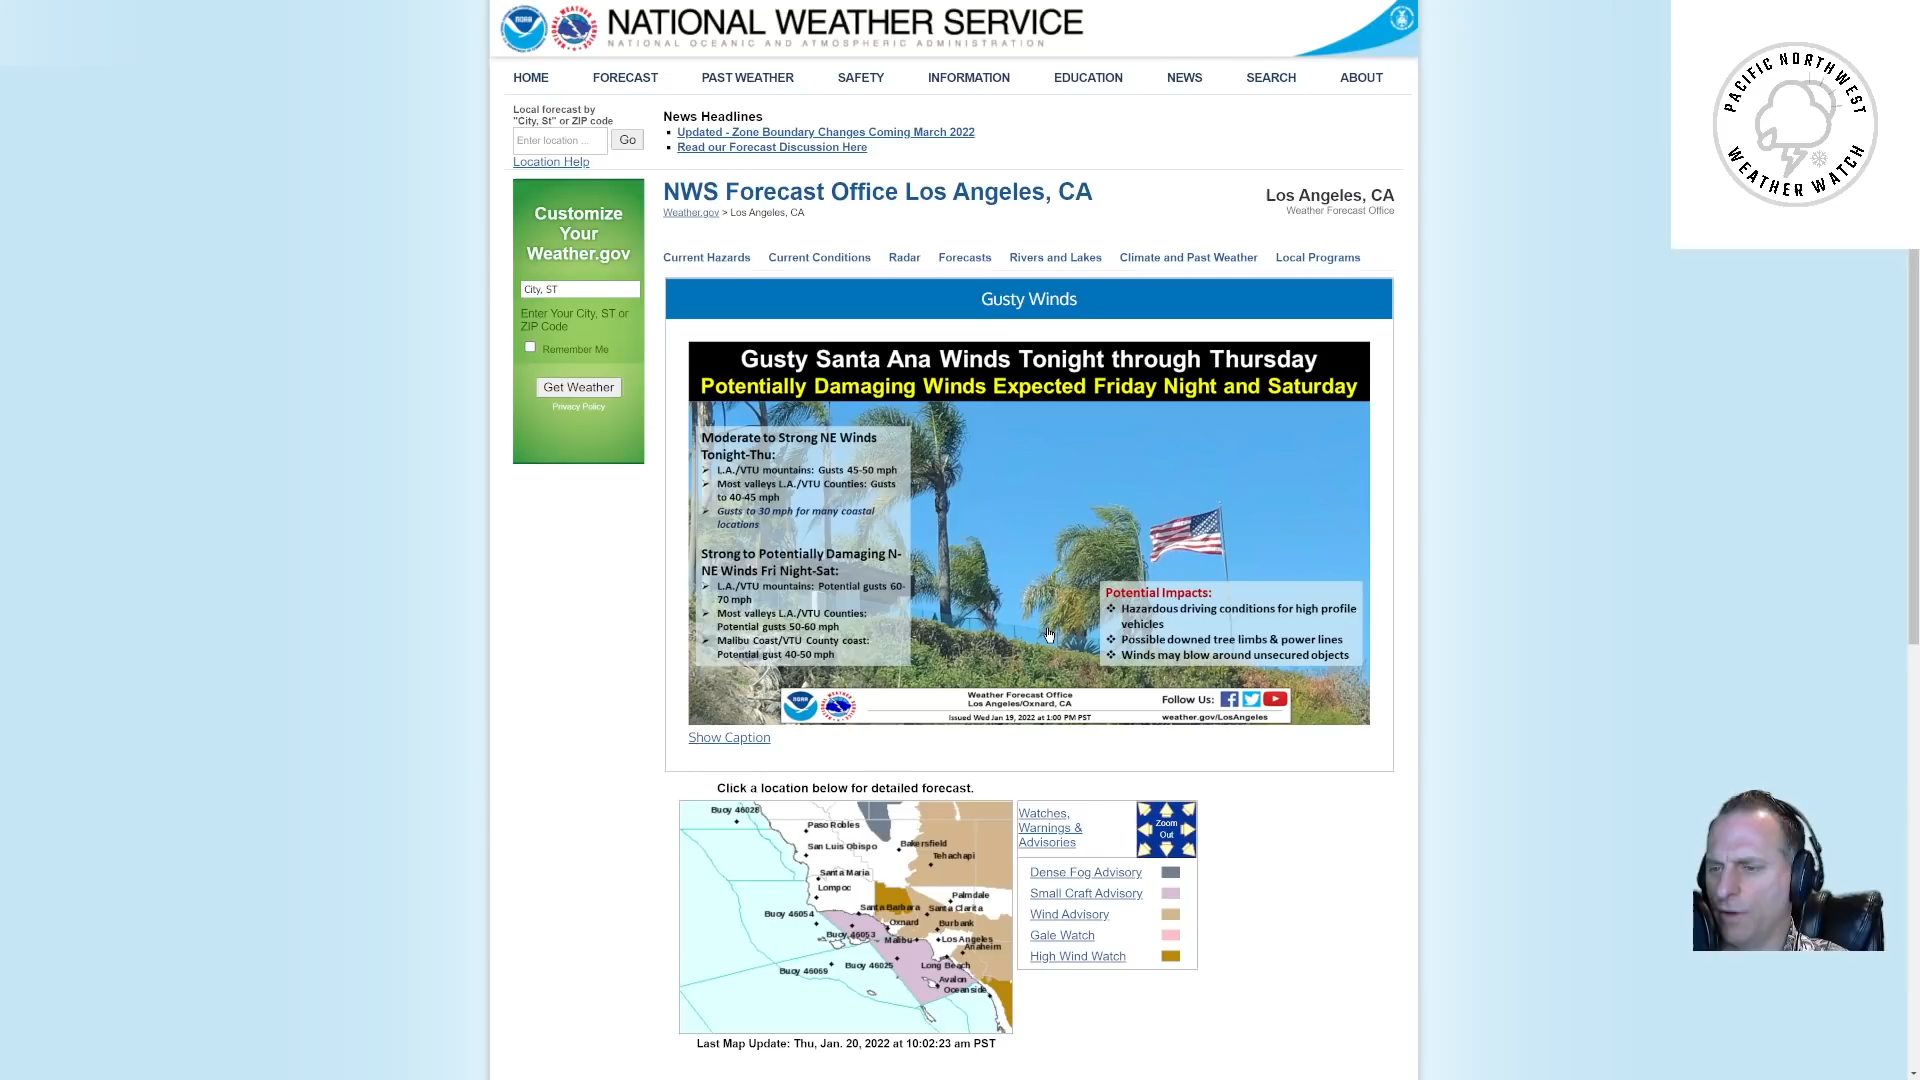 NATIONAL WEATHER SERVICE
NATIONAL OCEANIC AND ATMOSPHERIC ADMINISTRATION
PACIFIC NORTHWEST
WEATHER WATCH
HOME FORECAST PAST WEATHER SAFETY INFORMATION EDUCATION NEWS SEARCH ABOUT
Local forecast by
"City, St" or ZIP code
Enter location ...
Go
Location Help
News Headlines
Updated - Zone Boundary Changes Coming March 2022
Read our Forecast Discussion Here
Customize
Your
Weather.gov
City, ST
Enter Your City, ST or
ZIP Code
Remember Me
Get Weather
Privacy Policy
NWS Forecast Office Los Angeles, CA
Weather.gov > Los Angeles, CA
Los Angeles, CA
Weather Forecast Office
Current Hazards Current Conditions Radar Forecasts Rivers and Lakes Climate and Past Weather Local Programs
Gusty Winds
Gusty Santa Ana Winds Tonight through Thursday
Potentially Damaging Winds Expected Friday Night and Saturday
Moderate to Strong NE Winds
Tonight-Thu:
L.A./VTU mountains: Gusts 45-50 mph
Most valleys L.A./VTU Counties: Gusts
to 40-45 mph
Gusts to 30 mph for many coastal
locations
Strong to Potentially Damaging N-
NE Winds Fri Night-Sat:
L.A./VTU mountains: Potential gusts 60-
70 mph
Most valleys L.A./VTU Counties:
Potential gusts 50-60 mph
Malibu Coast/VTU County coast:
Potential gust 40-50 mph
Potential Impacts:
Hazardous driving conditions for high profile
vehicles
Possible downed tree limbs & power lines
Winds may blow around unsecured objects
Weather Forecast Office
Los Angeles/Oxnard, CA
Issued Wed Jan 19, 2022 at 1:00 PM PST
Follow Us:
weather.gov/LosAngeles
Show Caption
Click a location below for detailed forecast.
Buoy 46028
Paso Robles
San Luis Obispo
Bakersfield
Tehachapi
Santa Maria
Lompoc
Palmdale
Santa Barbara
Santa Clarita
Buoy 46054
Oxnard
Burbank
Buoy 46053
Malibu
Los Angeles
Anaheim
Buoy 46069
Buoy 46025
Long Beach
Avalon
Oceanside
Last Map Update: Thu, Jan. 20, 2022 at 10:02:23 am PST
Watches,
Warnings &
Advisories
Zoom
Out
Dense Fog Advisory
Small Craft Advisory
Wind Advisory
Gale Watch
High Wind Watch